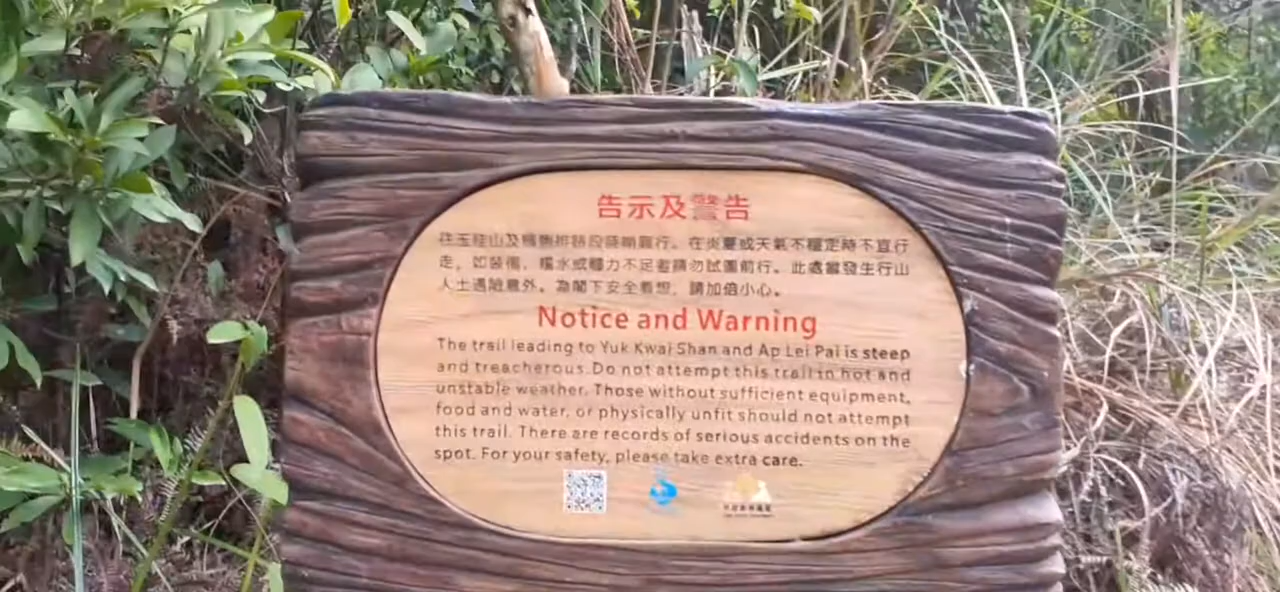 告示及警告
往玉桂山及鴨脷排路段陡峭難行。在炎夏或天氣不穩定時不宜行
走。如裝備、糧水或體力不足者請勿試圖前行。此處曾發生行山
人士遇險意外。為閣下安全着想，請加倍小心。
Notice and Warning
The trail leading to Yuk Kwai Shan and Ap Lei Pai is steep
and treacherous. Do not attempt this trail in hot and
unstable weather. Those without sufficient equipment,
food and water, or physically unfit should not attempt
this trail. There are records of serious accidents on the
spot. For your safety, please take extra care.